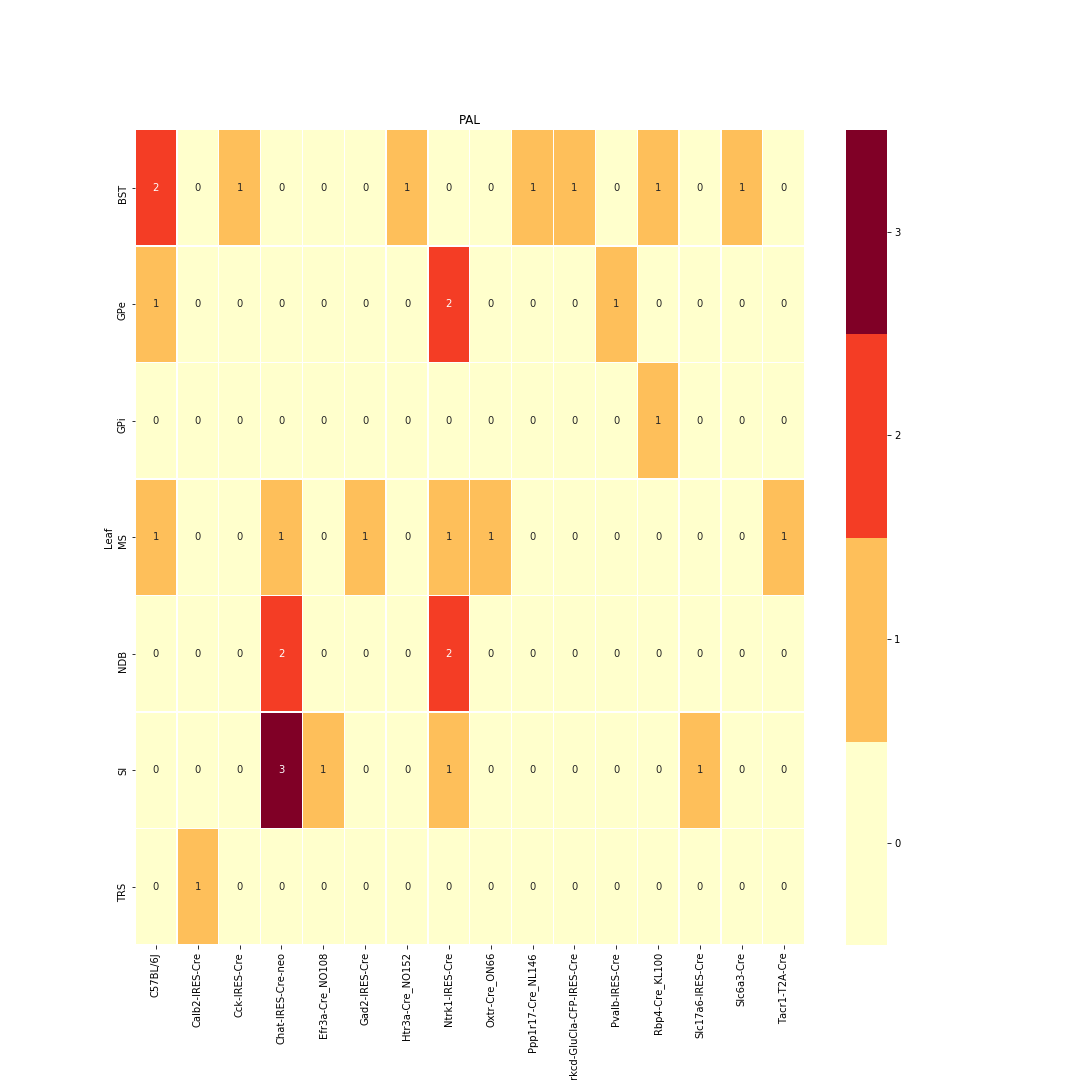 PAL
BST 2 0 1 0 0 0 1 0 0 1 1 0 1 0 1 0
GPe 1 0 0 0 0 0 0 2 0 0 0 1 0 0 0 0
GPi 0 0 0 0 0 0 0 0 0 0 0 0 1 0 0 0
Leaf
MS 1 0 0 1 0 1 0 1 1 0 0 0 0 0 0 1
NDB 0 0 0 2 0 0 0 2 0 0 0 0 0 0 0 0
SI 0 0 0 3 1 0 0 1 0 0 0 0 0 1 0 0
TRS 0 1 0 0 0 0 0 0 0 0 0 0 0 0 0 0
C57BL/6J
Calb2-IRES-Cre
Cck-IRES-Cre
Chat-IRES-Cre-neo
Efr3a-Cre_NO108
Gad2-IRES-Cre
Htr3a-Cre_NO152
Ntrk1-IRES-Cre
Oxtr-Cre_ON66
Ppp1r17-Cre_NL146
rkcd-GluCla-CFP-IRES-Cre
Pvalb-IRES-Cre
Rbp4-Cre_KL100
Slc17a6-IRES-Cre
Slc6a3-Cre
Tacr1-T2A-Cre
3
2
1
0